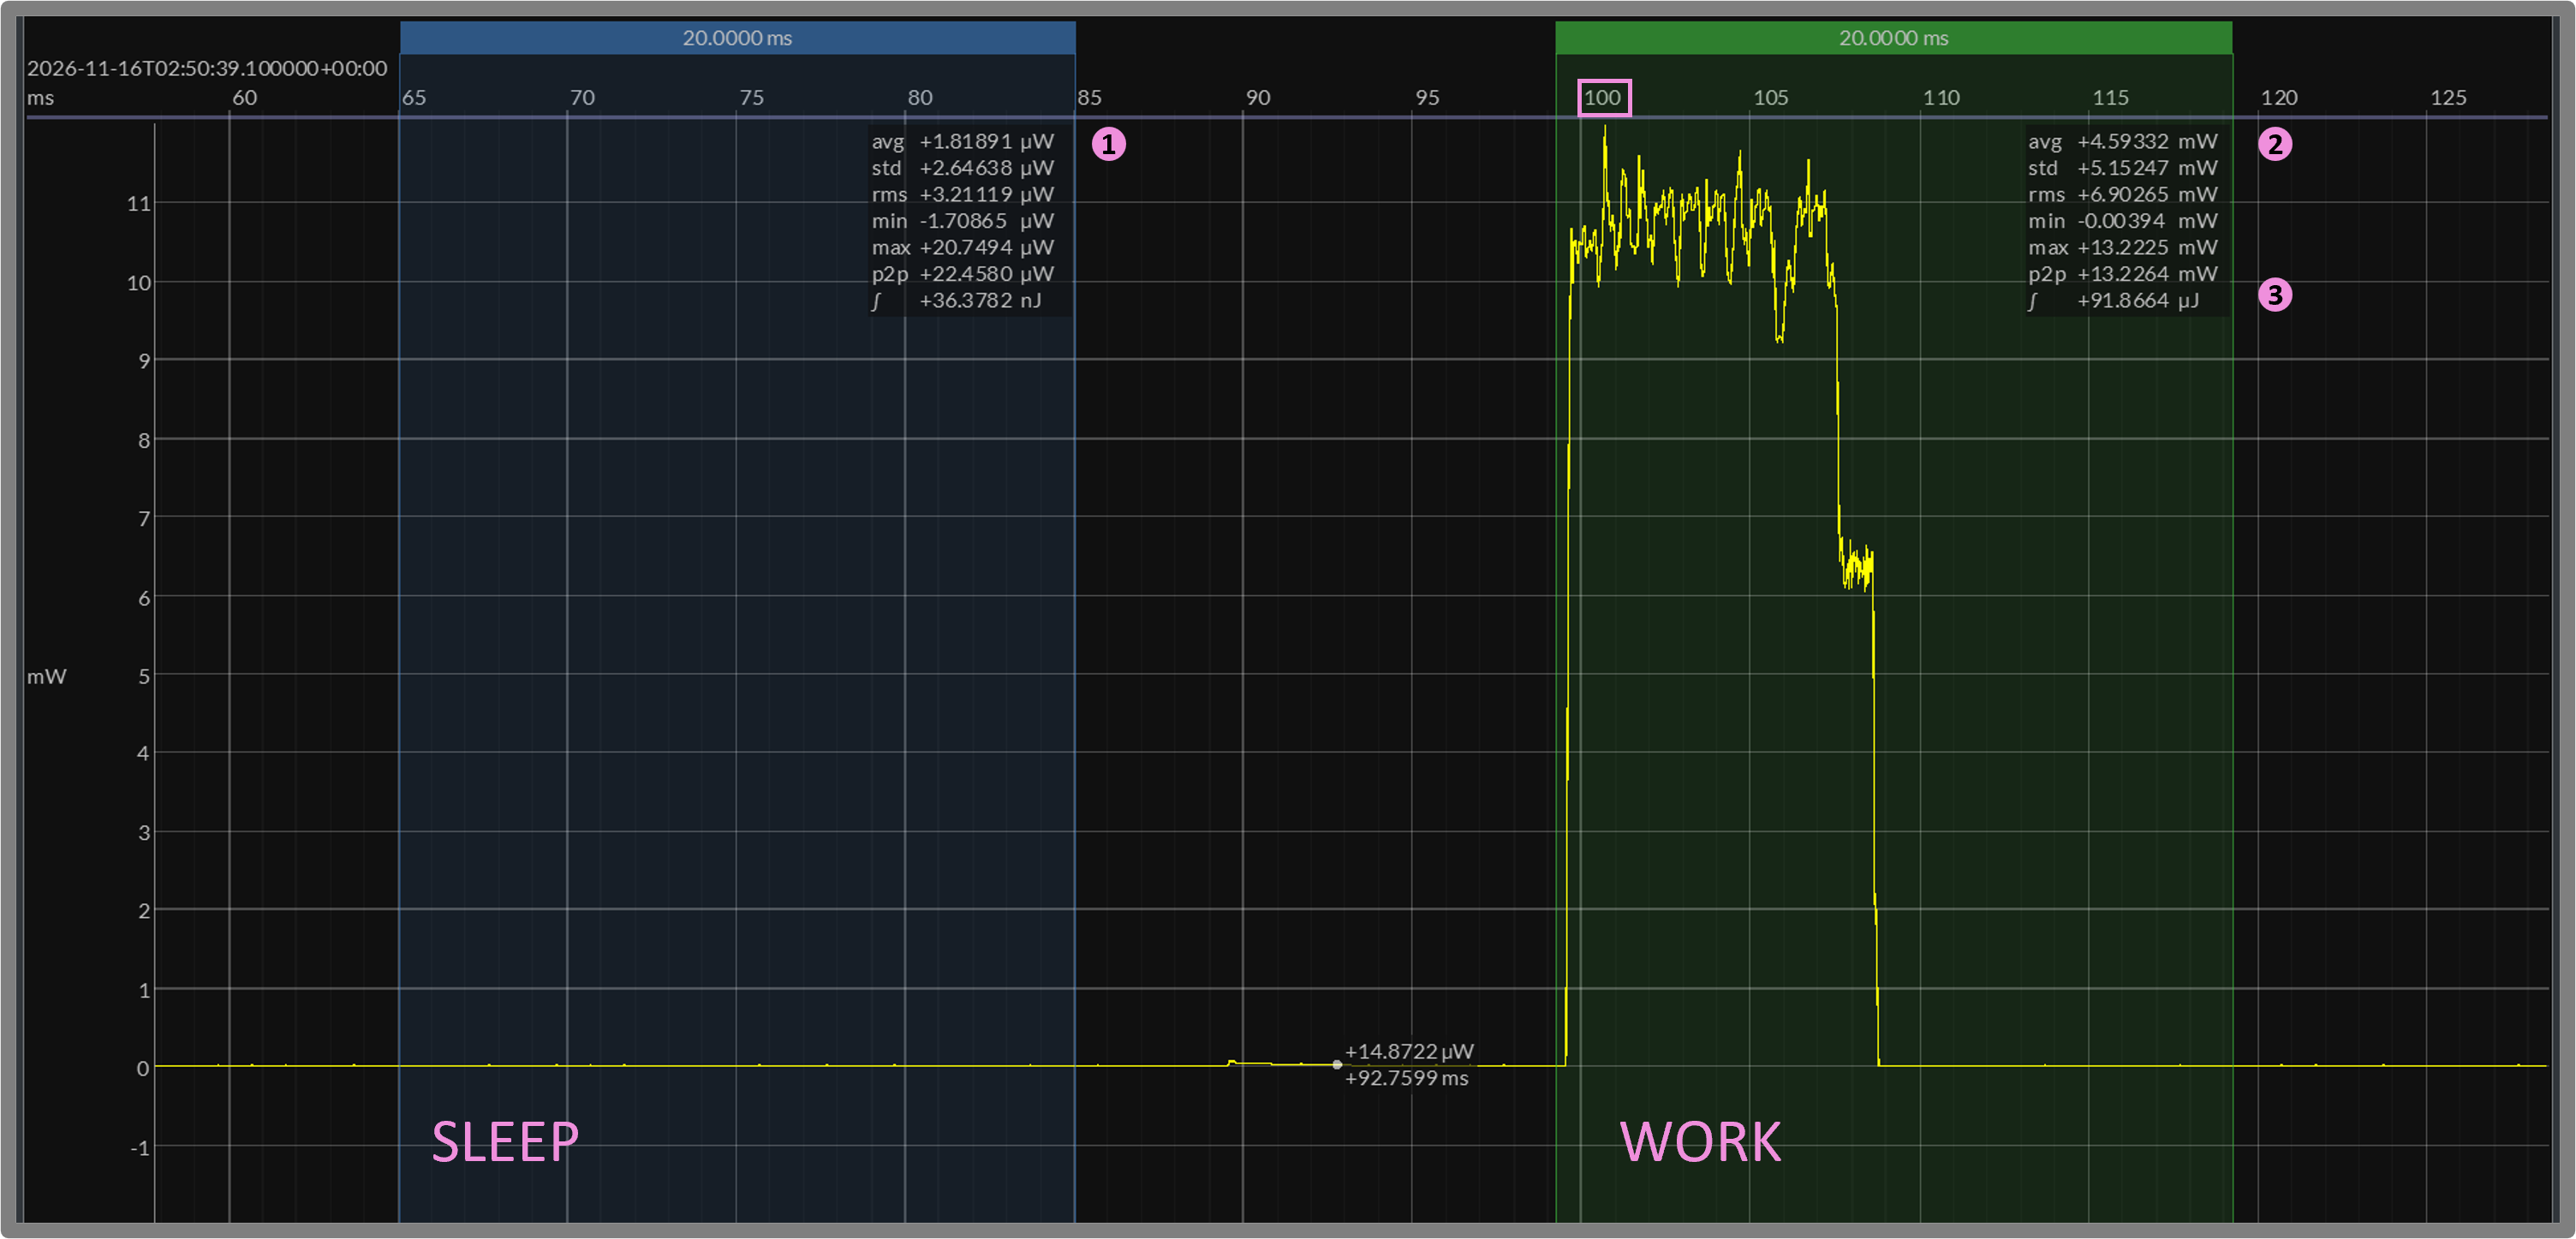 20.0000 ms
20.0000 ms
2026-11-16T02:50:39.100000+00:00
ms
60
65
70
75
80
85
90
95
100
105
110
115
120
125
avg +1.81891 µW
std +2.64638 µW
rms +3.21119 µW
min -1.70865 µW
max +20.7494 µW
p2p +22.4580 µW
∫ +36.3782 nJ
1
avg +4.59332 mW
std +5.15247 mW
rms +6.90265 mW
min -0.00394 mW
max +13.2225 mW
p2p +13.2264 mW
∫ +91.8664 µJ
2
3
11
10
9
8
7
6
5
mW
4
3
2
1
0
-1
+14.8722 µW
+92.7599 ms
SLEEP
WORK